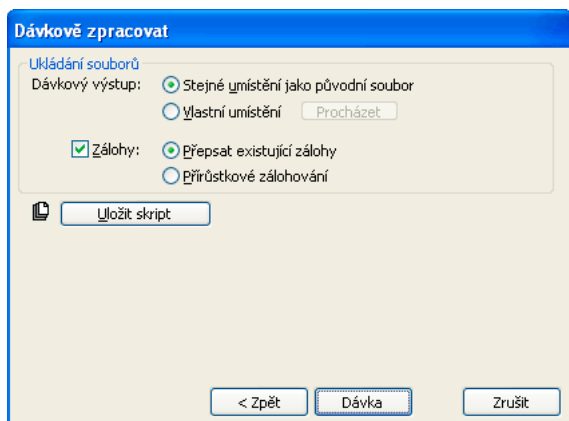 Dávkově zpracovat
Ukládání souborů
Dávkový výstup: Stejné umístění jako původní soubor
Vlastní umístění Procházet
Zálohy: Přepsat existující zálohy
Přírůstkové zálohování
Uložit skript
< Zpět Dávka Zrušit